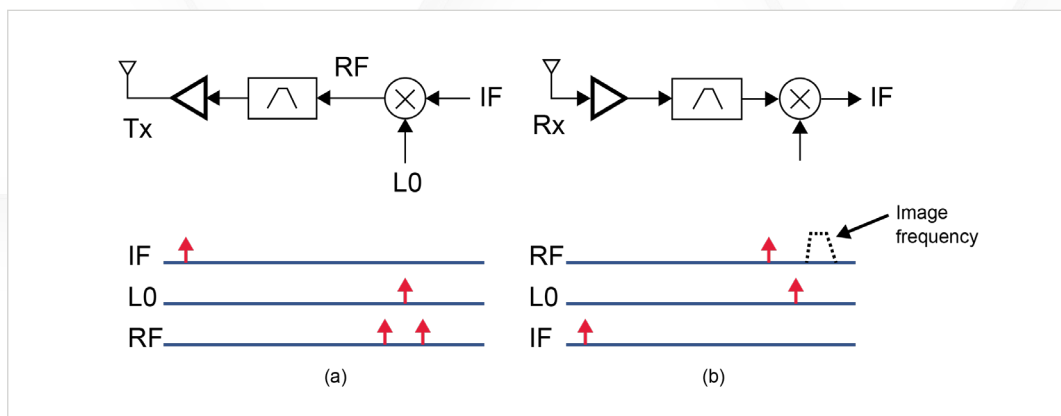 RF
IF
Tx
L0
Rx
IF
Image
frequency
IF
L0
RF
(a)
RF
L0
IF
(b)